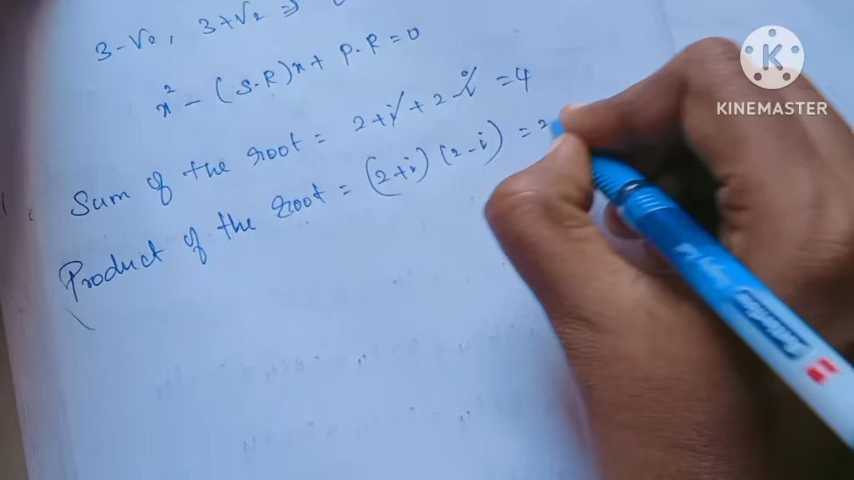 3-√2, 3+√2 ⇒
x² - (S.R)x + P.R = 0
Sum of the root = 2+i + 2-i = 4
Product of the root = (2+i) (2-i) = 2
K
KINEMASTER